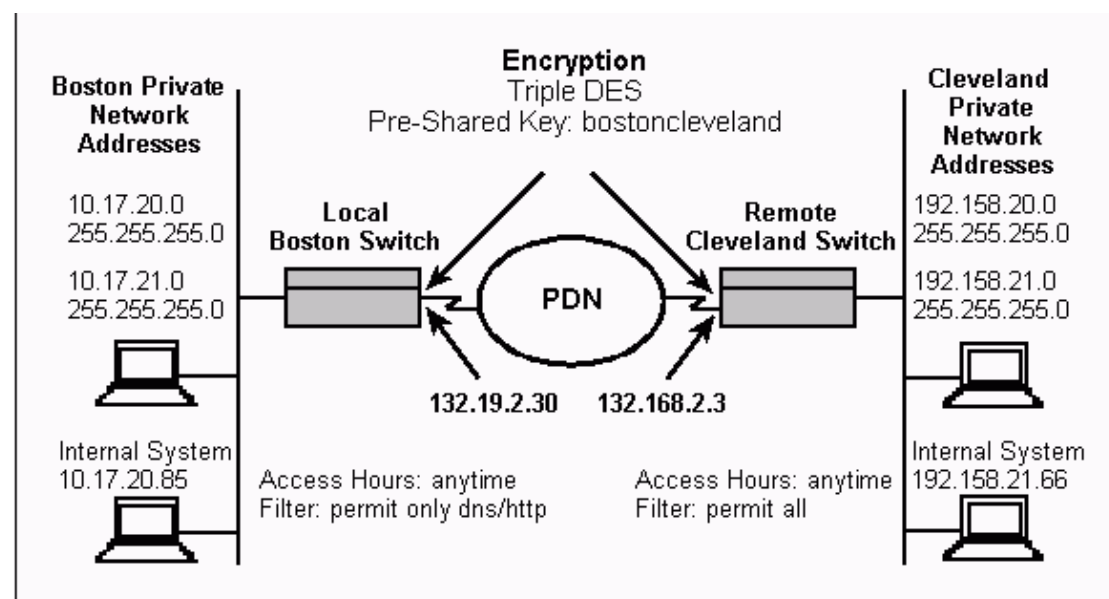 Encryption
Triple DES
Pre-Shared Key: bostoncleveland
Boston Private
Network
Addresses
10.17.20.0
255.255.255.0
10.17.21.0
255.255.255.0
Local
Boston Switch
PDN
Remote
Cleveland Switch
Cleveland
Private
Network
Addresses
192.158.20.0
255.255.255.0
192.158.21.0
255.255.255.0
132.19.2.30
132.168.2.3
Internal System
10.17.20.85
Access Hours: anytime
Filter: permit only dns/http
Access Hours: anytime
Filter: permit all
Internal System
192.158.21.66